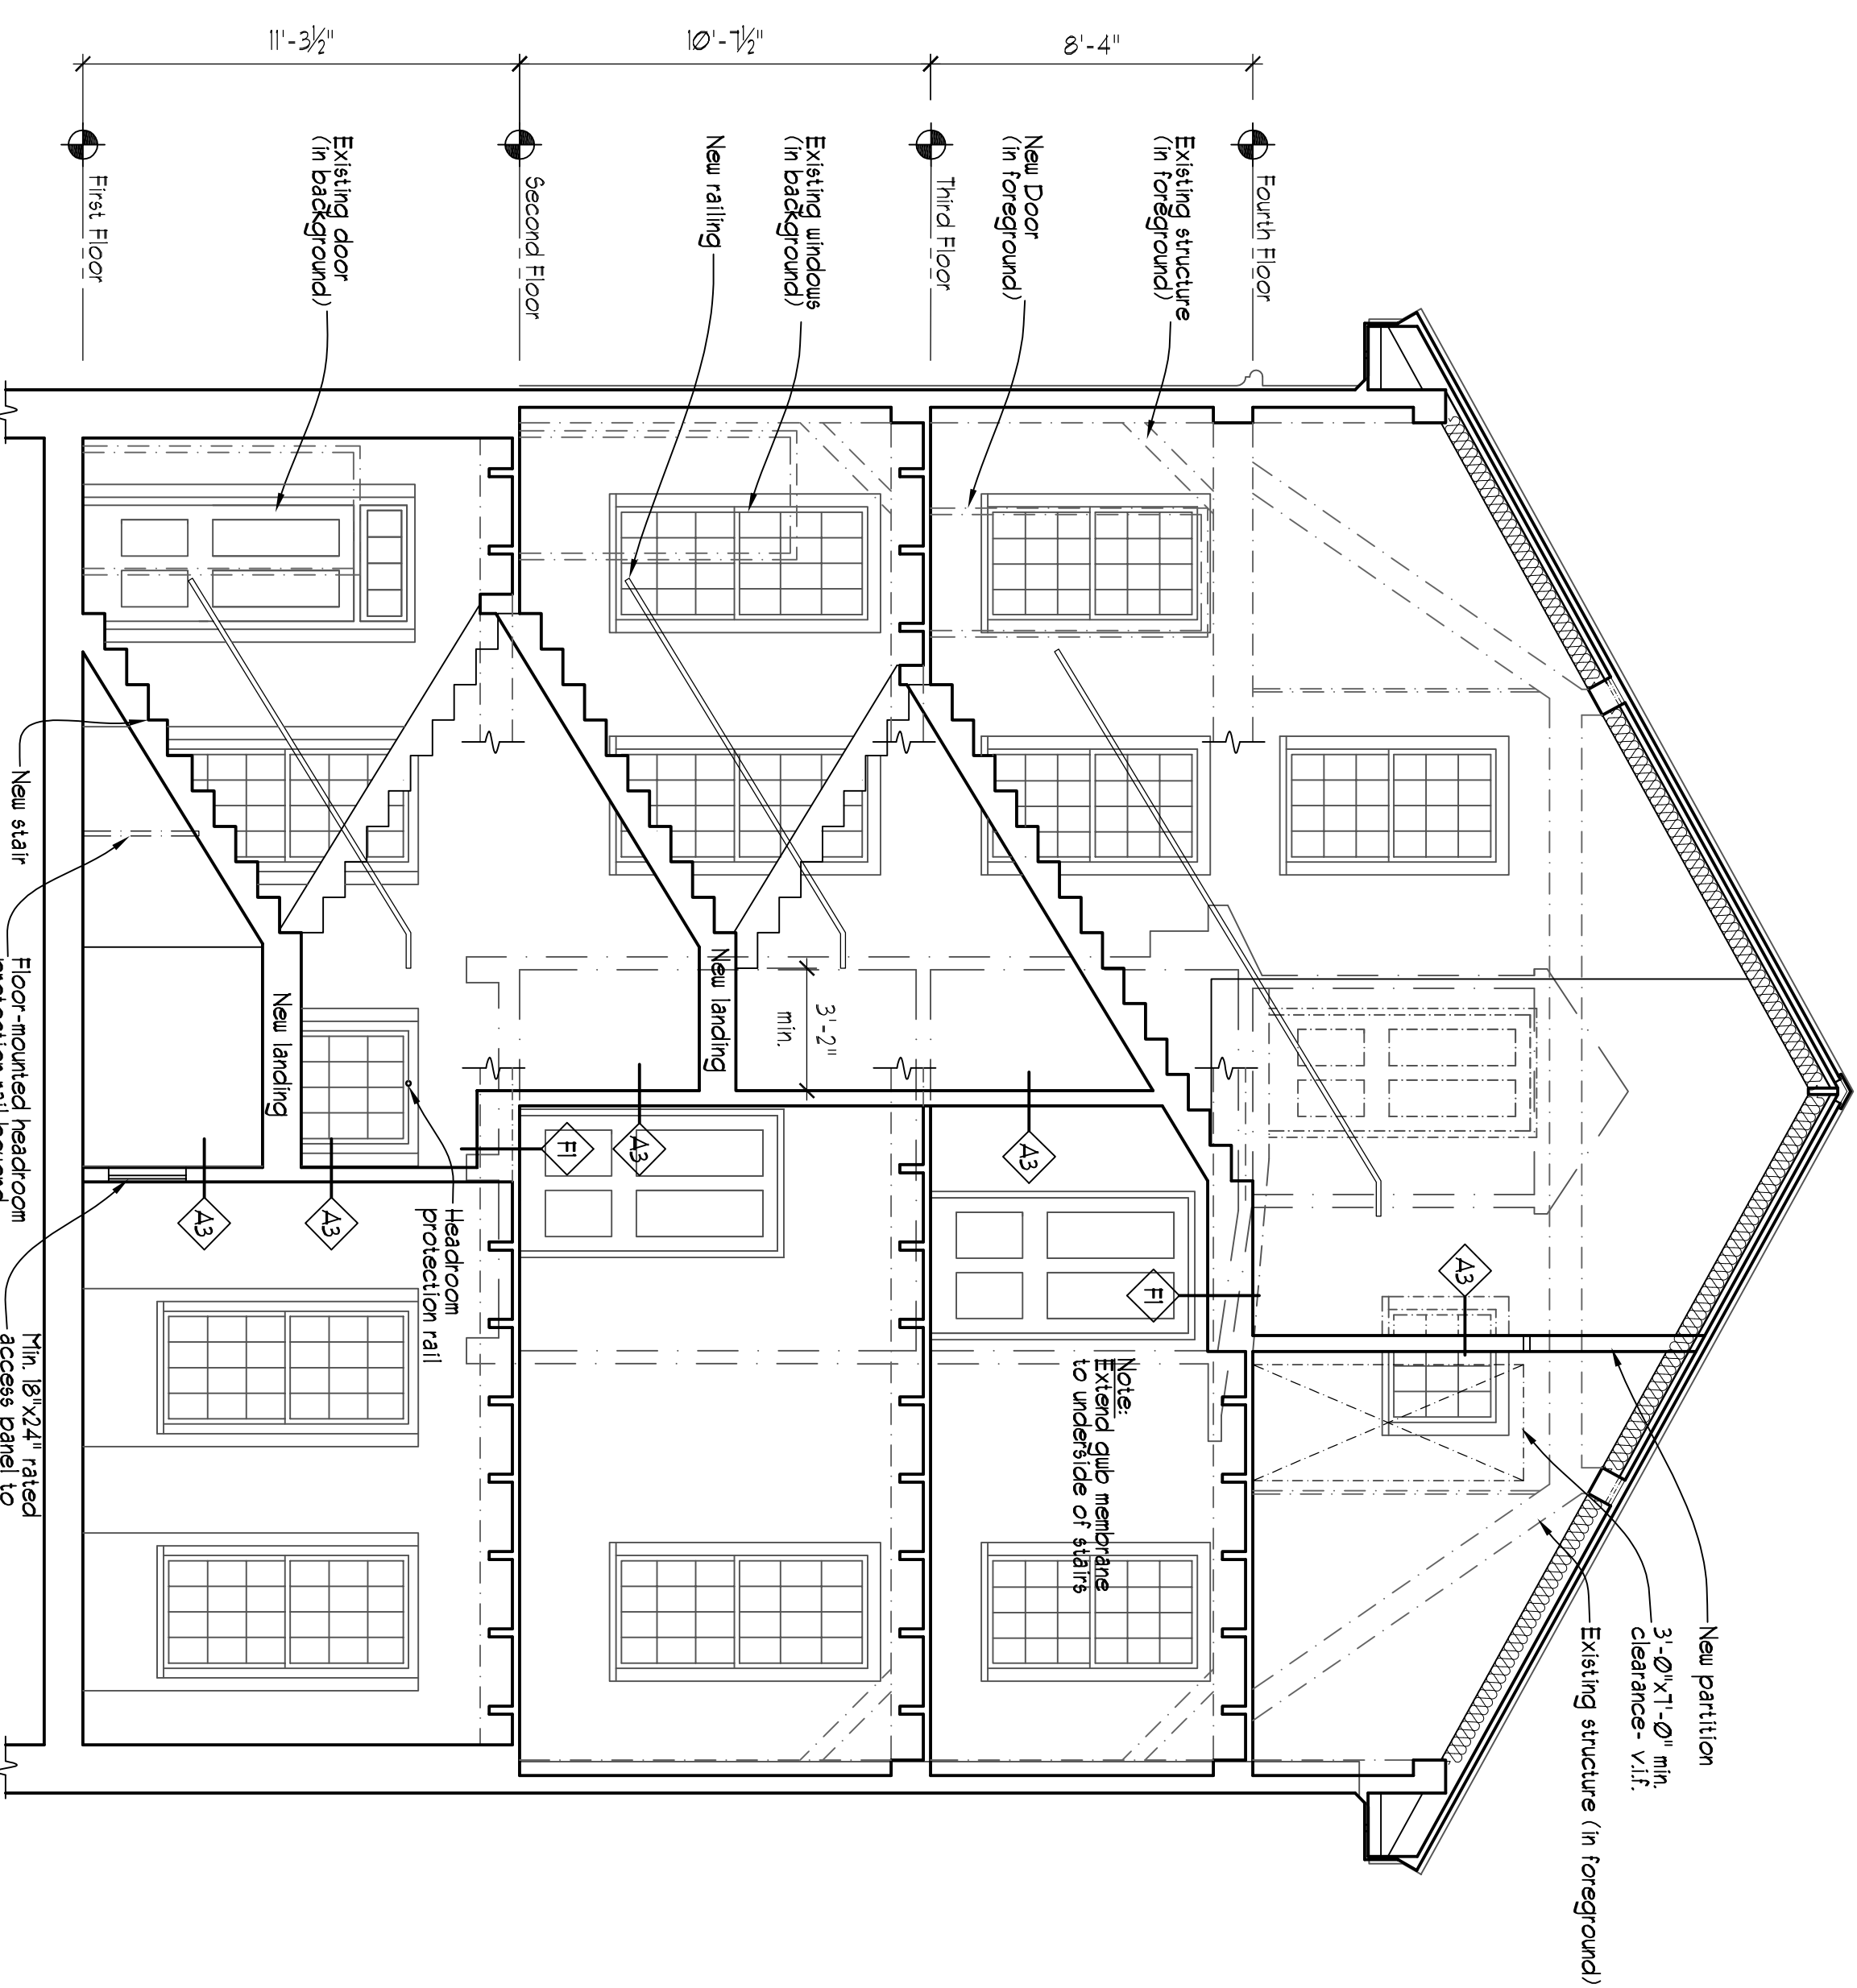 New partition
3'-0"x7'-0" min.
clearance- v.i.f.
Existing structure (in foreground)
A3
Fourth Floor
8'-4"
Existing structure
(in foreground)
New Door
(in foreground)
F1
Note:
Extend gwb membrane
to underside of stairs
A3
Third Floor
10'-7½"
Existing windows
(in background)
New railing
3'-2"
min.
New landing
A3
F1
Second Floor
11'-3½"
Headroom
protection rail
Existing door
(in background)
A3
New landing
A3
First Floor
New stair
Floor-mounted headroom
Min. 18"x24" rated
access panel to